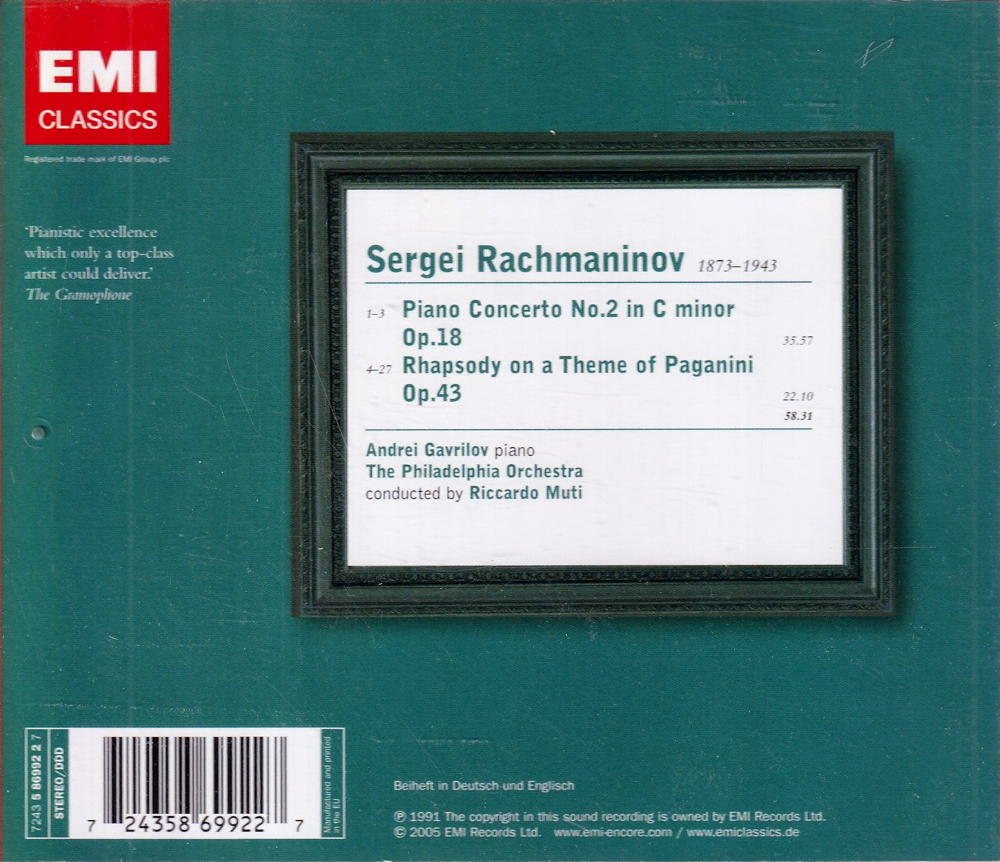 EMI
CLASSICS
Registered trade mark of EMI Group plc
‘Pianistic excellence
which only a top-class
artist could deliver.’
The Gramophone
Sergei Rachmaninov 1873–1943
1–3 Piano Concerto No.2 in C minor
Op.18 35.57
4–27 Rhapsody on a Theme of Paganini
Op.43 22.10
58.31
Andrei Gavrilov piano
The Philadelphia Orchestra
conducted by Riccardo Muti
7243 5 86992 2 7
STEREO/DDD
Manufactured and printed
in the EU
7 24358 69922 7
Beiheft in Deutsch und Englisch
℗ 1991 The copyright in this sound recording is owned by EMI Records Ltd.
© 2005 EMI Records Ltd. www.emi-encore.com / www.emiclassics.de